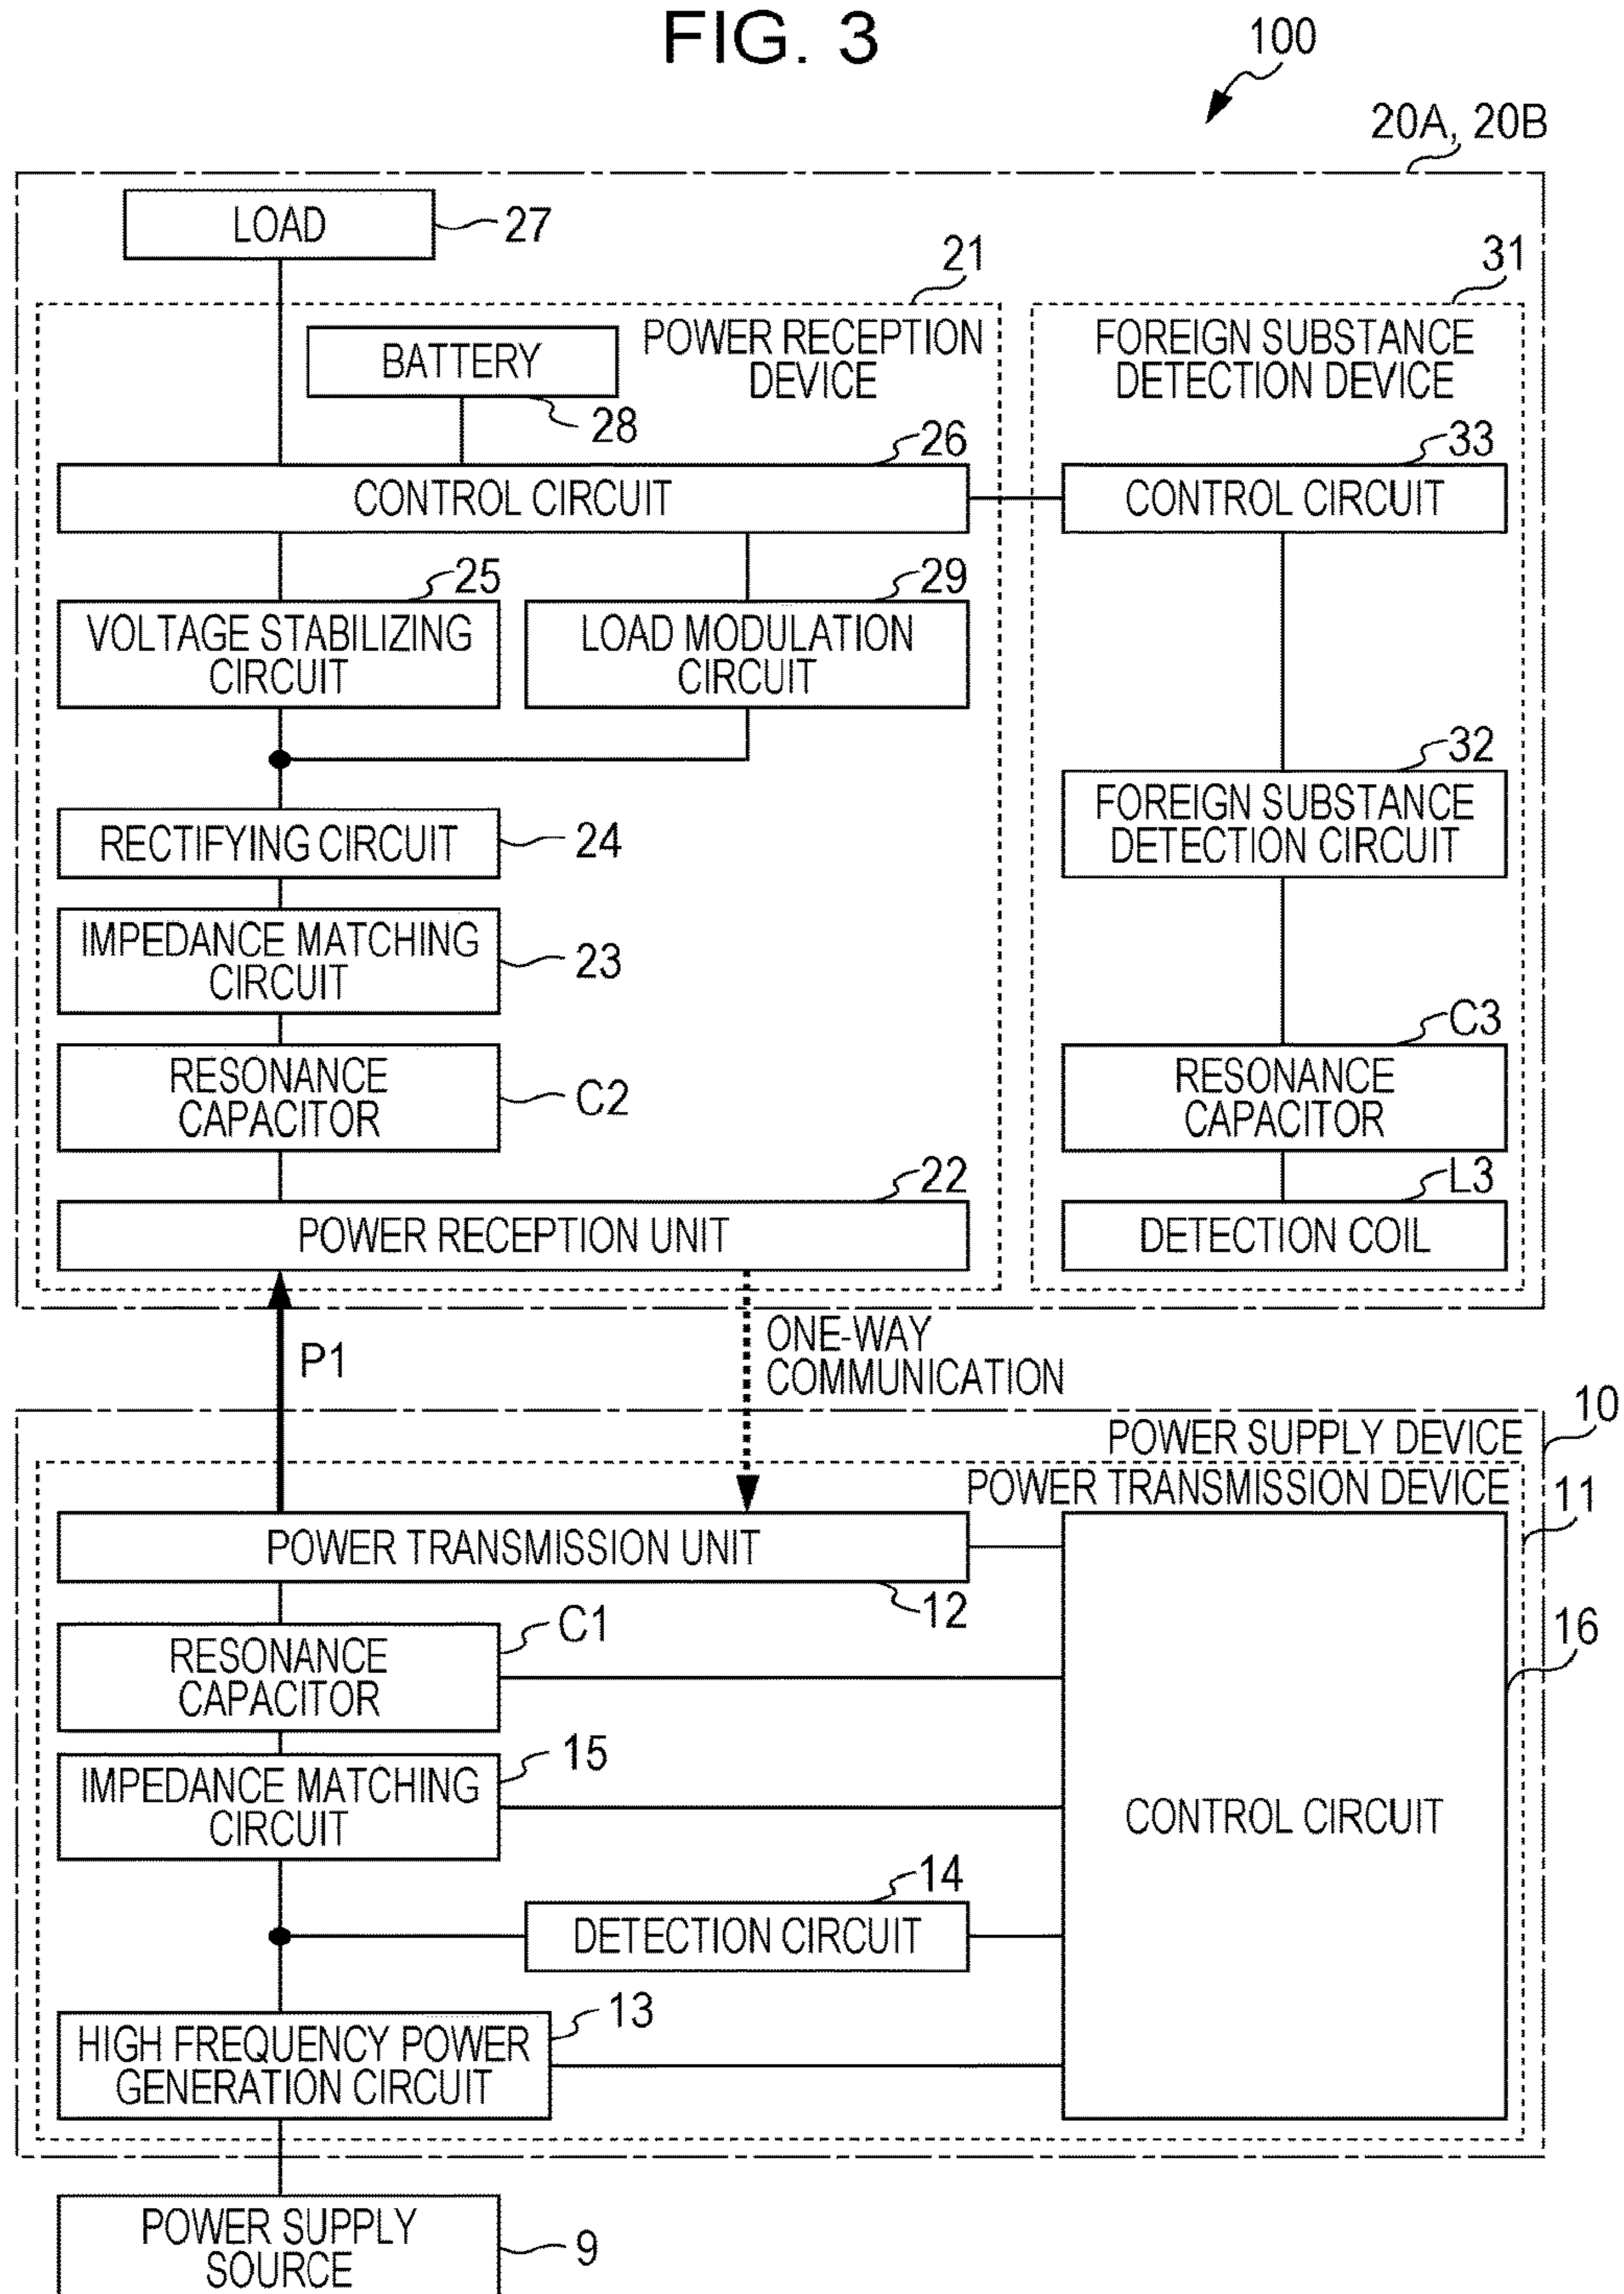 FIG. 3
100
20A, 20B
LOAD
27
21
31
BATTERY
28
POWER RECEPTION
DEVICE
FOREIGN SUBSTANCE
DETECTION DEVICE
26
33
CONTROL CIRCUIT
CONTROL CIRCUIT
25
29
VOLTAGE STABILIZING
CIRCUIT
LOAD MODULATION
CIRCUIT
32
FOREIGN SUBSTANCE
DETECTION CIRCUIT
RECTIFYING CIRCUIT
24
IMPEDANCE MATCHING
CIRCUIT
23
C3
RESONANCE
CAPACITOR
C2
RESONANCE
CAPACITOR
22
L3
POWER RECEPTION UNIT
DETECTION COIL
P1
ONE-WAY
COMMUNICATION
10
POWER SUPPLY DEVICE
POWER TRANSMISSION DEVICE
11
POWER TRANSMISSION UNIT
12
C1
16
RESONANCE
CAPACITOR
15
IMPEDANCE MATCHING
CIRCUIT
CONTROL CIRCUIT
14
DETECTION CIRCUIT
13
HIGH FREQUENCY POWER
GENERATION CIRCUIT
POWER SUPPLY
SOURCE
9